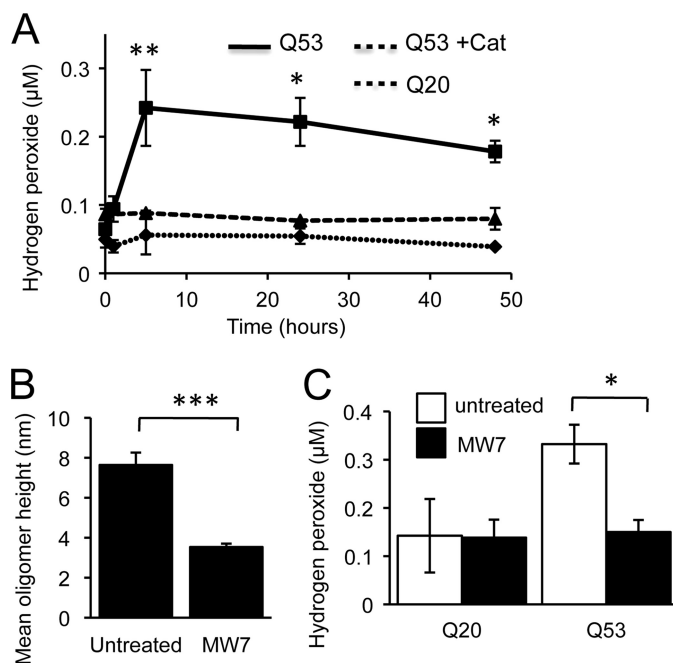 A
Q53
Q53 +Cat
Q20
**
*
*
Hydrogen peroxide (µM)
0.3
0.2
0.1
0
0 10 20 30 40 50
Time (hours)
B
***
Mean oligomer height (nm)
10
8
6
4
2
0
Untreated MW7
C
untreated
MW7
*
Hydrogen peroxide (µM)
0.4
0.3
0.2
0.1
0
Q20 Q53